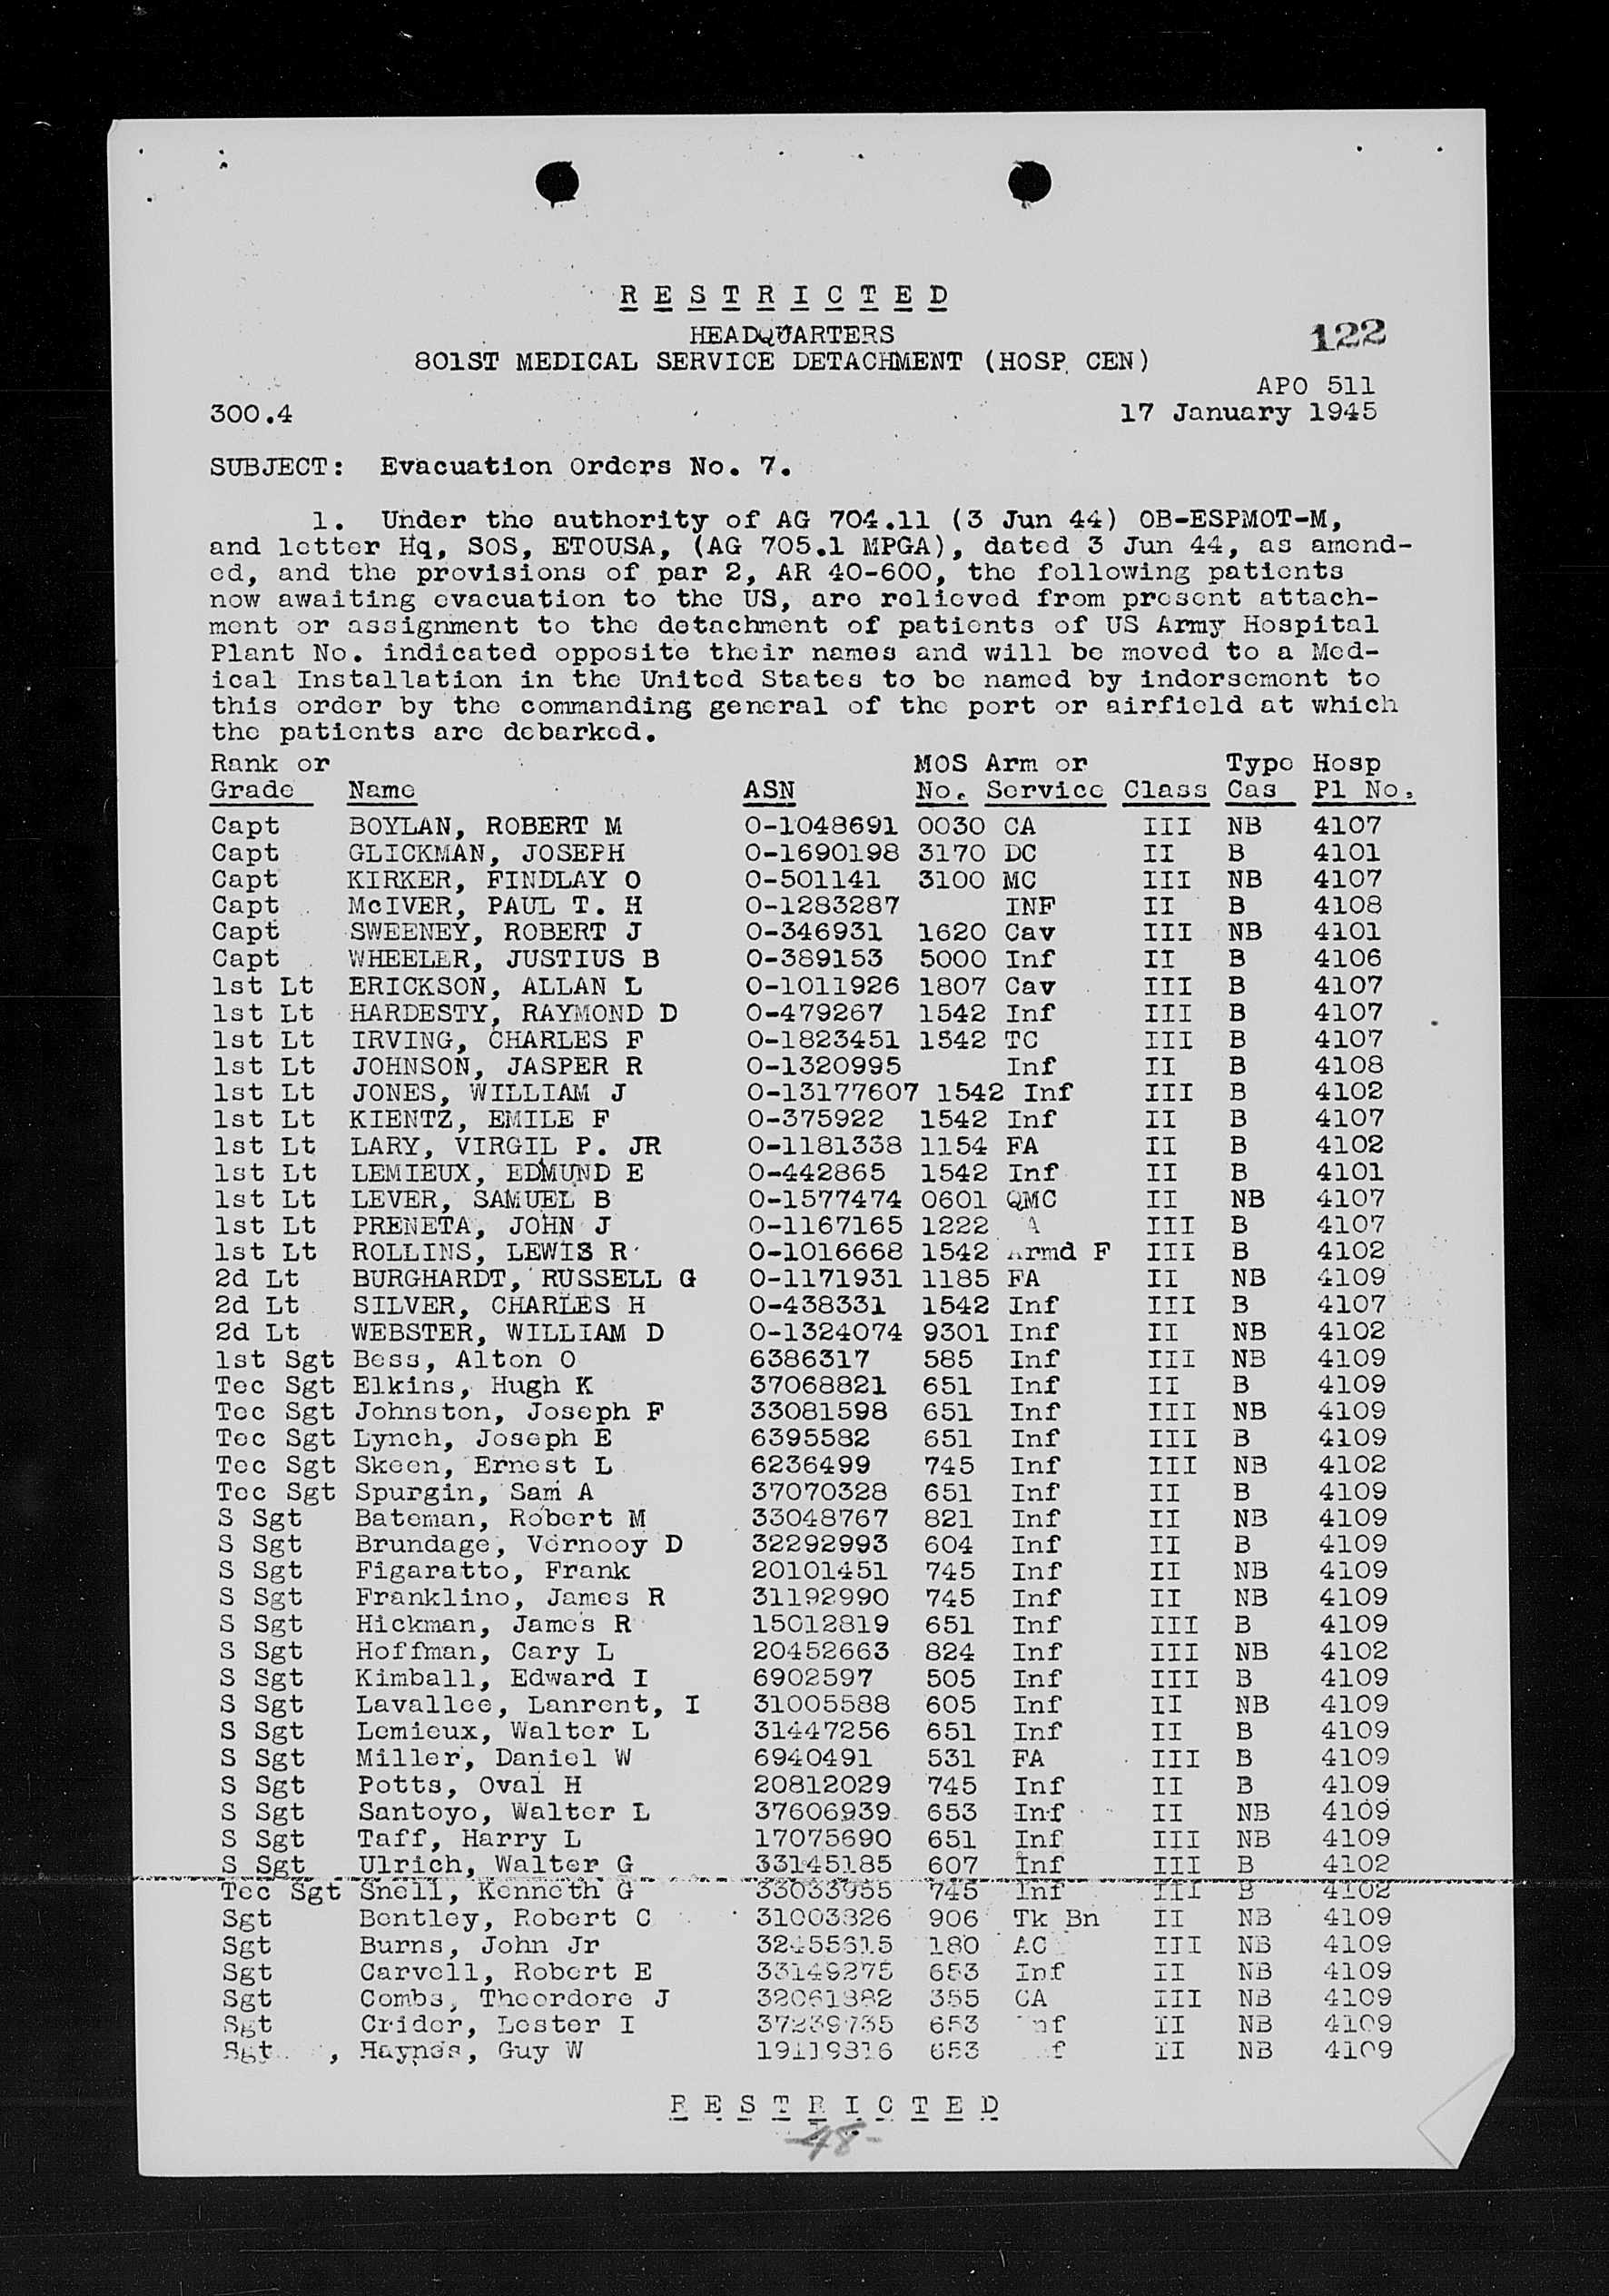 R E S T R I C T E D
HEADQUARTERS
122
801ST MEDICAL SERVICE DETACHMENT (HOSP. CEN)
APO 511
300.4 17 January 1945
SUBJECT: Evacuation Orders No. 7.
1. Under the authority of AG 704.11 (3 Jun 44) OB-ESPMOT-M,
and letter Hq, SOS, ETOUSA, (AG 705.1 MPGA), dated 3 Jun 44, as amend-
ed, and the provisions of par 2, AR 40-600, the following patients
now awaiting evacuation to the US, are relieved from present attach-
ment or assignment to the detachment of patients of US Army Hospital
Plant No. indicated opposite their names and will be moved to a Med-
ical Installation in the United States to be named by indorsement to
this order by the commanding general of the port or airfield at which
the patients are debarked.
Rank or MOS Arm or Type Hosp
Grade Name ASN No. Service Class Cas Pl No.
Capt BOYLAN, ROBERT M O-1048691 0030 CA III NB 4107
Capt GLICKMAN, JOSEPH O-1690198 3170 DC II B 4101
Capt KIRKER, FINDLAY O O-501141 3100 MC III NB 4107
Capt McIVER, PAUL T. H O-1283287 INF II B 4108
Capt SWEENEY, ROBERT J O-346931 1620 Cav III NB 4101
Capt WHEELER, JUSTIUS B O-389153 5000 Inf II B 4106
1st Lt ERICKSON, ALLAN L O-1011926 1807 Cav III B 4107
1st Lt HARDESTY, RAYMOND D O-479267 1542 Inf III B 4107
1st Lt IRVING, CHARLES F O-1823451 1542 TC III B 4107
1st Lt JOHNSON, JASPER R O-1320995 Inf II B 4108
1st Lt JONES, WILLIAM J O-13177607 1542 Inf III B 4102
1st Lt KIENTZ, EMILE F O-375922 1542 Inf II B 4107
1st Lt LARY, VIRGIL P. JR O-1181338 1154 FA II B 4102
1st Lt LEMIEUX, EDMUND E O-442865 1542 Inf II B 4101
1st Lt LEVER, SAMUEL B O-1577474 0601 QMC II NB 4107
1st Lt PRENETA, JOHN J O-1167165 1222 A III B 4107
1st Lt ROLLINS, LEWIS R O-1016668 1542 Armd F III B 4102
2d Lt BURGHARDT, RUSSELL G O-1171931 1185 FA II NB 4109
2d Lt SILVER, CHARLES H O-438331 1542 Inf III B 4107
2d Lt WEBSTER, WILLIAM D O-1324074 9301 Inf II NB 4102
1st Sgt Bess, Alton O 6386317 585 Inf III NB 4109
Tec Sgt Elkins, Hugh K 37068821 651 Inf II B 4109
Tec Sgt Johnston, Joseph F 33081598 651 Inf III NB 4109
Tec Sgt Lynch, Joseph E 6395582 651 Inf III B 4109
Tec Sgt Skeen, Ernest L 6236499 745 Inf III NB 4102
Tec Sgt Spurgin, Sam A 37070328 651 Inf II B 4109
S Sgt Bateman, Robert M 33048767 821 Inf II NB 4109
S Sgt Brundage, Vernooy D 32292993 604 Inf II B 4109
S Sgt Figaratto, Frank 20101451 745 Inf II NB 4109
S Sgt Franklino, James R 31192990 745 Inf II NB 4109
S Sgt Hickman, James R 15012819 651 Inf III B 4109
S Sgt Hoffman, Cary L 20452663 824 Inf III NB 4102
S Sgt Kimball, Edward I 6902597 505 Inf III B 4109
S Sgt Lavallee, Lanrent, I 31005588 605 Inf II NB 4109
S Sgt Lemieux, Walter L 31447256 651 Inf II B 4109
S Sgt Miller, Daniel W 6940491 531 FA III B 4109
S Sgt Potts, Oval H 20812029 745 Inf II B 4109
S Sgt Santoyo, Walter L 37606939 653 Inf II NB 4109
S Sgt Taff, Harry L 17075690 651 Inf III NB 4109
S Sgt Ulrich, Walter G 33145185 607 Inf III B 4102
Tec Sgt Snell, Kenneth G 33033955 745 Inf III B 4102
Sgt Bentley, Robert C 31003326 906 Tk Bn II NB 4109
Sgt Burns, John Jr 32455615 180 AC III NB 4109
Sgt Carvell, Robert E 33149275 653 Inf II NB 4109
Sgt Combs, Theordore J 32061382 355 CA III NB 4109
Sgt Crider, Lester I 37239735 653 Inf II NB 4109
Sgt Haynes, Guy W 19119316 653 II NB 4109
R E S T R I C T E D
-48-